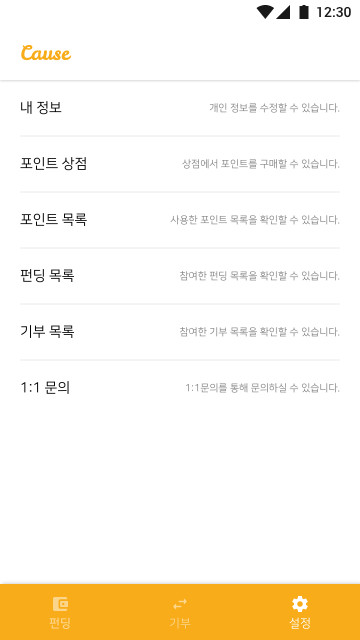 12:30
Cause
내 정보 개인 정보를 수정할 수 있습니다.
포인트 상점 상점에서 포인트를 구매할 수 있습니다.
포인트 목록 사용한 포인트 목록을 확인할 수 있습니다.
펀딩 목록 참여한 펀딩 목록을 확인할 수 있습니다.
기부 목록 참여한 기부 목록을 확인할 수 있습니다.
1:1 문의 1:1문의를 통해 문의하실 수 있습니다.
펀딩 기부 설정